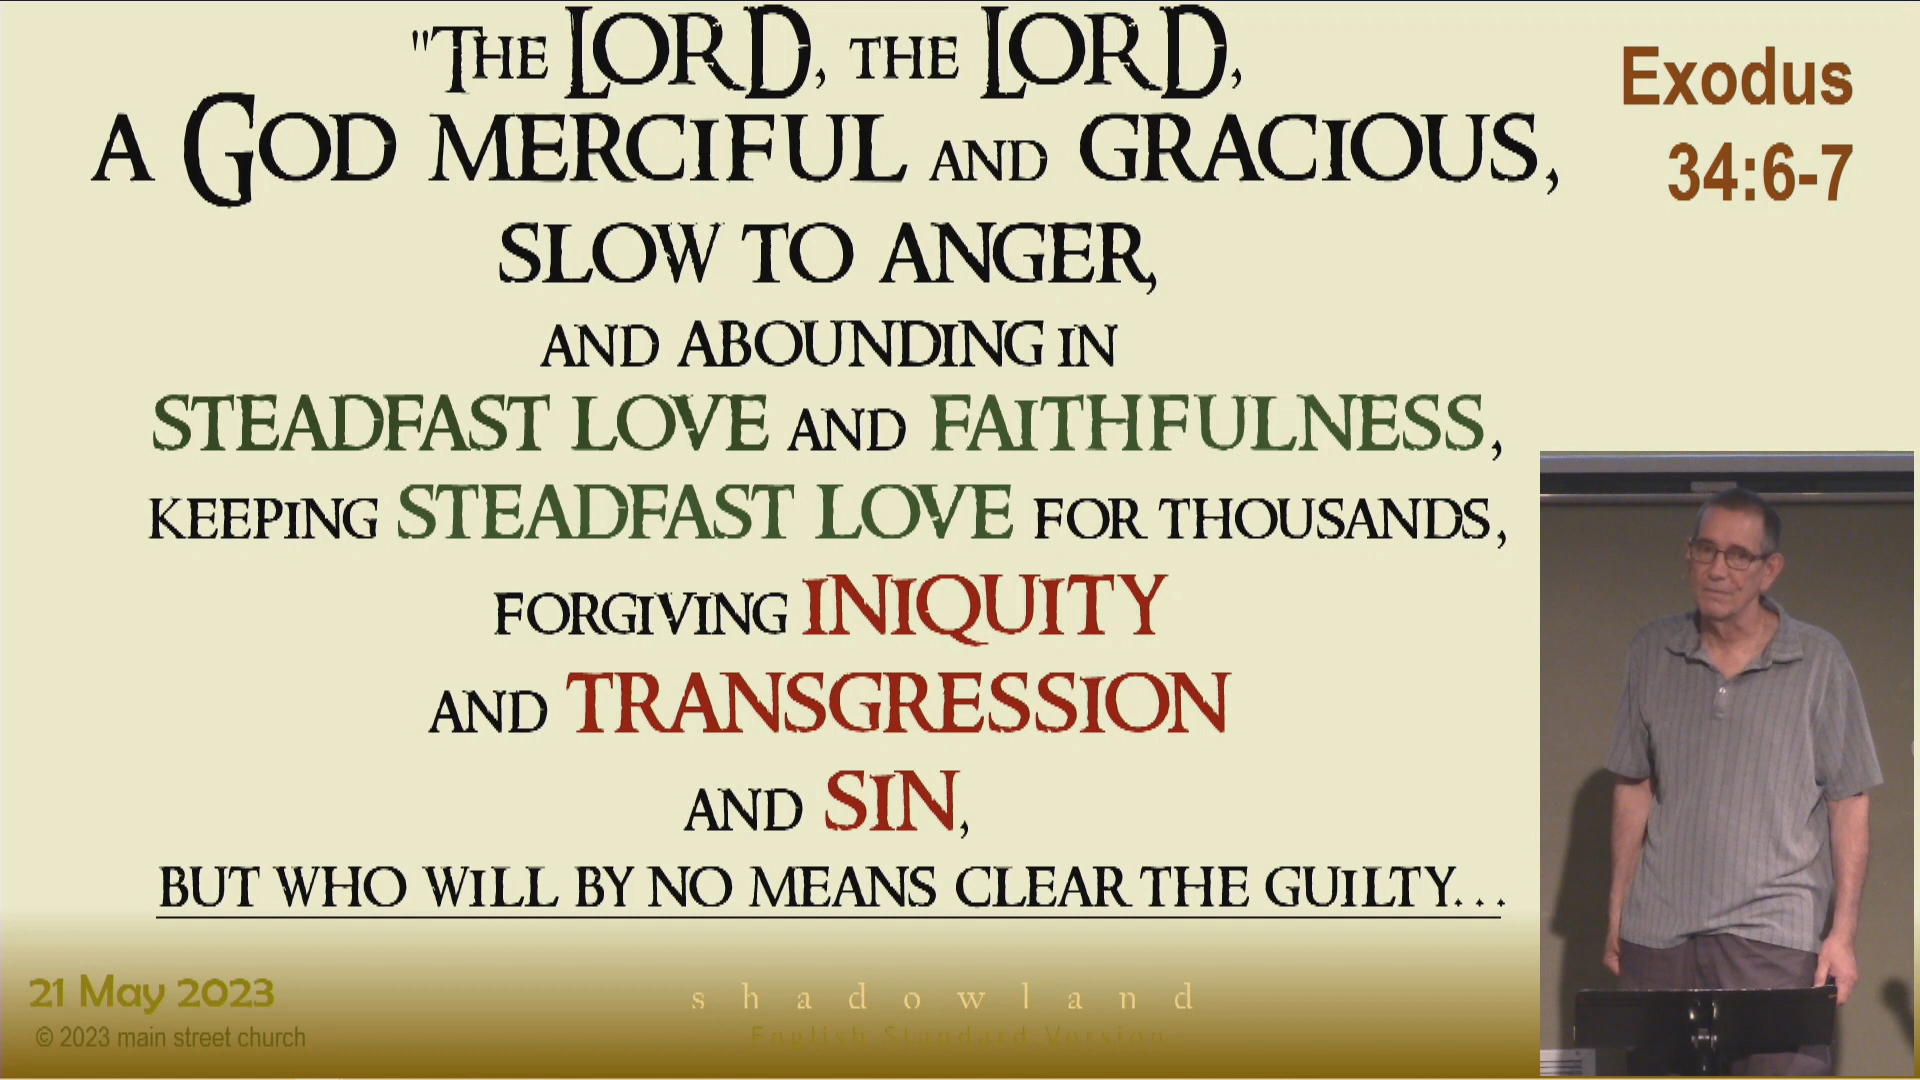 "The LORD, the LORD,
a God merciful and gracious,
slow to anger,
and abounding in
steadfast love and faithfulness,
keeping steadfast love for thousands,
forgiving iniquity
and transgression
and sin,
but who will by no means clear the guilty...
Exodus
34:6-7
21 May 2023
© 2023 main street church
shadowland
English Standard Version